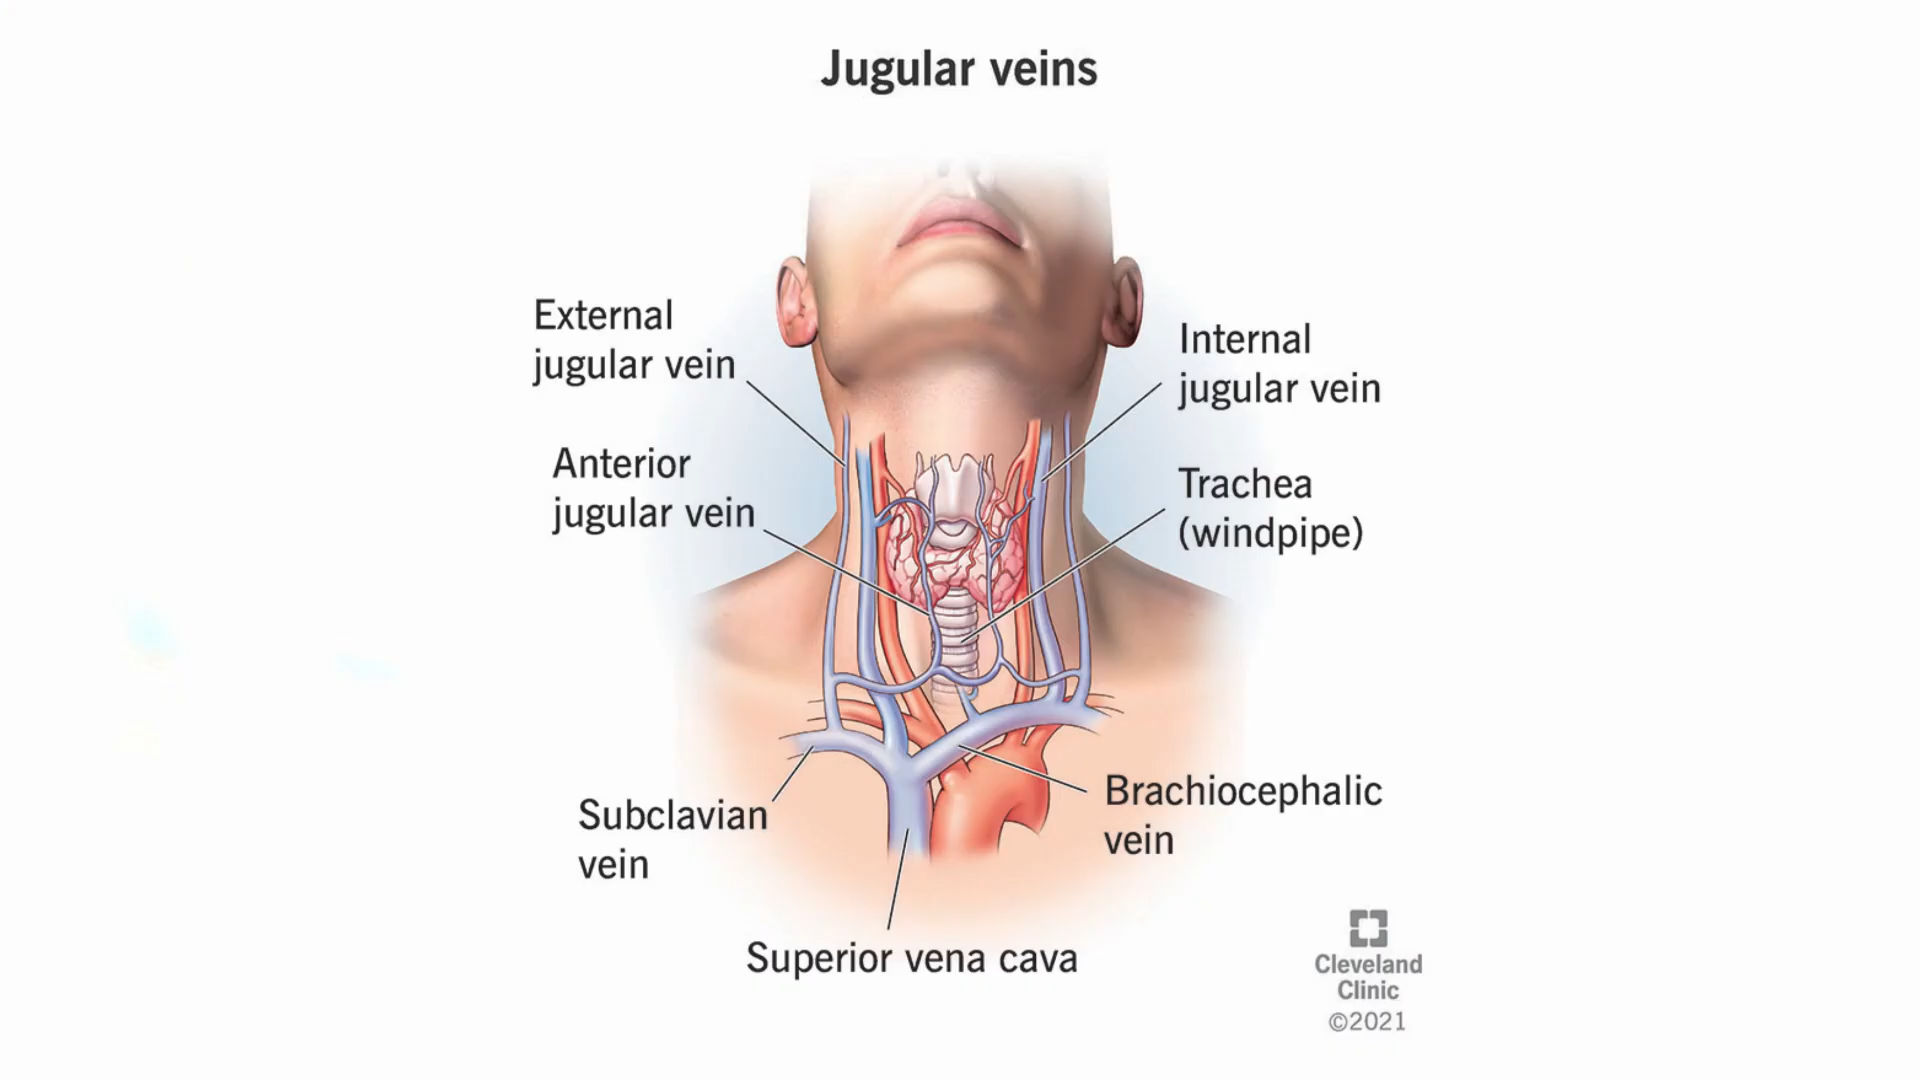 Jugular veins
External
jugular vein
Internal
jugular vein
Anterior
jugular vein
Trachea
(windpipe)
Subclavian
vein
Brachiocephalic
vein
Superior vena cava
Cleveland
Clinic
©2021